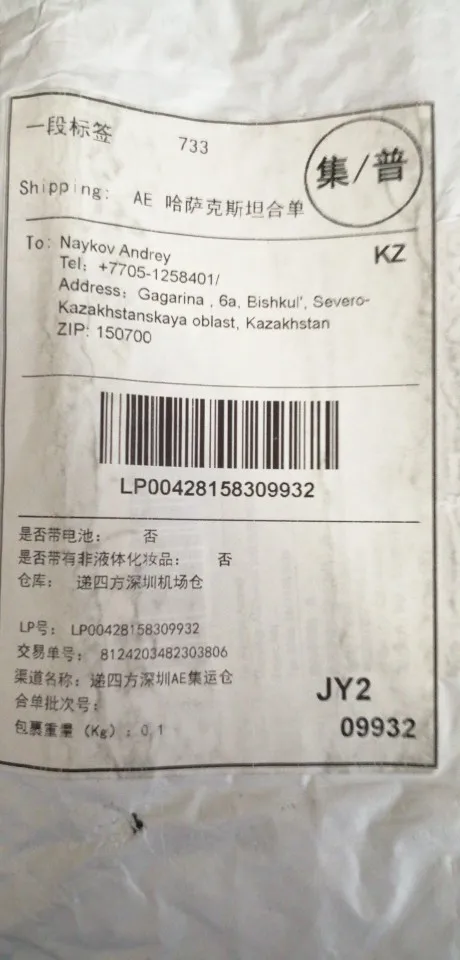 一段标签
733
集/普
Shipping: AE 哈萨克斯坦合单
KZ
To: Naykov Andrey
Tel: +7705-1258401/
Address: Gagarina , 6a, Bishkul', Severo-
Kazakhstanskaya oblast, Kazakhstan
ZIP: 150700
LP00428158309932
是否带电池: 否
是否带有非液体化妆品: 否
仓库: 递四方深圳机场仓
LP号: LP00428158309932
交易单号: 8124203482303806
渠道名称: 递四方深圳AE集运仓
合单批次号:
包裹重量 (Kg) : 0.1
JY2
09932